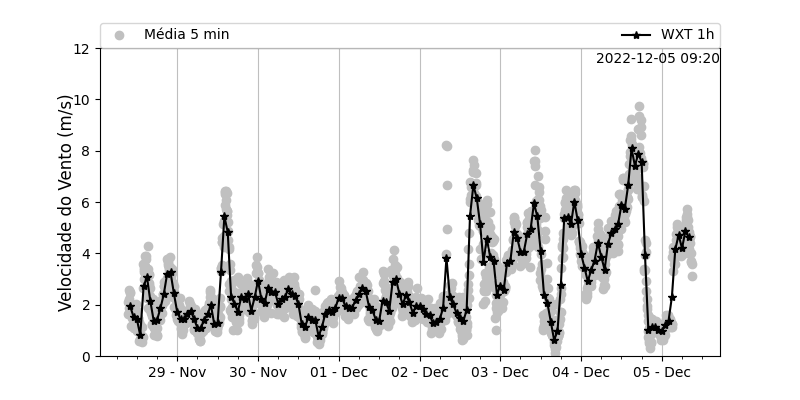 Média 5 min
WXT 1h
2022-12-05 09:20
Velocidade do Vento (m/s)
12
10
8
6
4
2
0
29 - Nov
30 - Nov
01 - Dec
02 - Dec
03 - Dec
04 - Dec
05 - Dec